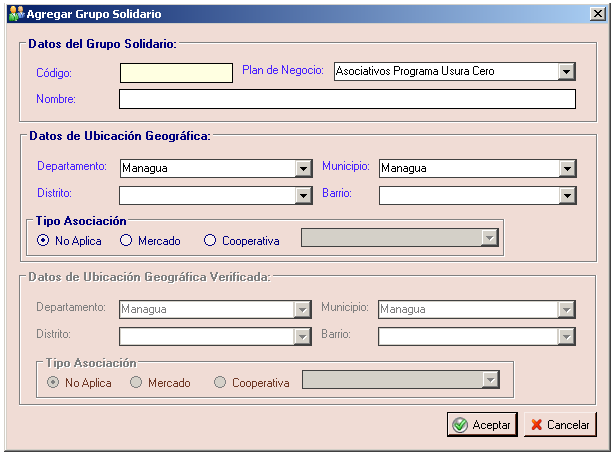 Agregar Grupo Solidario
Datos del Grupo Solidario:
Código:
Plan de Negocio: Asociativos Programa Usura Cero
Nombre:
Datos de Ubicación Geográfica:
Departamento: Managua
Municipio: Managua
Distrito:
Barrio:
Tipo Asociación
No Aplica
Mercado
Cooperativa
Datos de Ubicación Geográfica Verificada:
Departamento: Managua
Municipio: Managua
Distrito:
Barrio:
Tipo Asociación
No Aplica
Mercado
Cooperativa
Aceptar
Cancelar